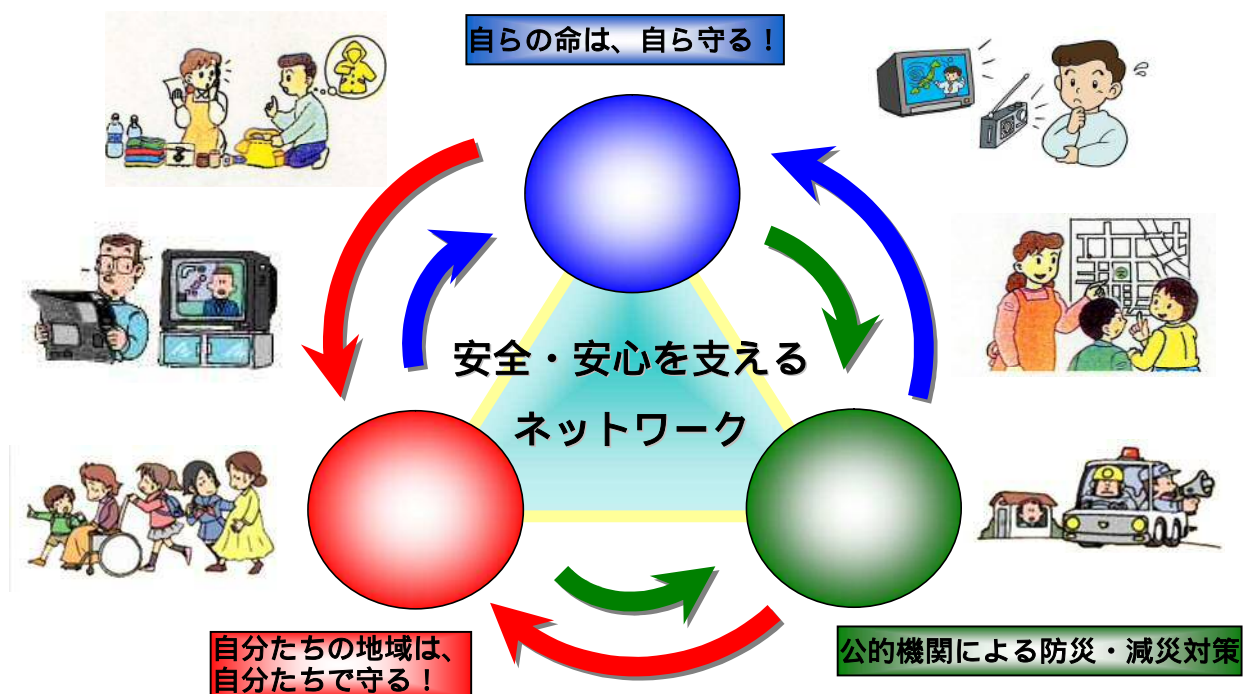 自らの命は、自ら守る！
安全・安心を支える
ネットワーク
自分たちの地域は、
自分たちで守る！
公的機関による防災・減災対策